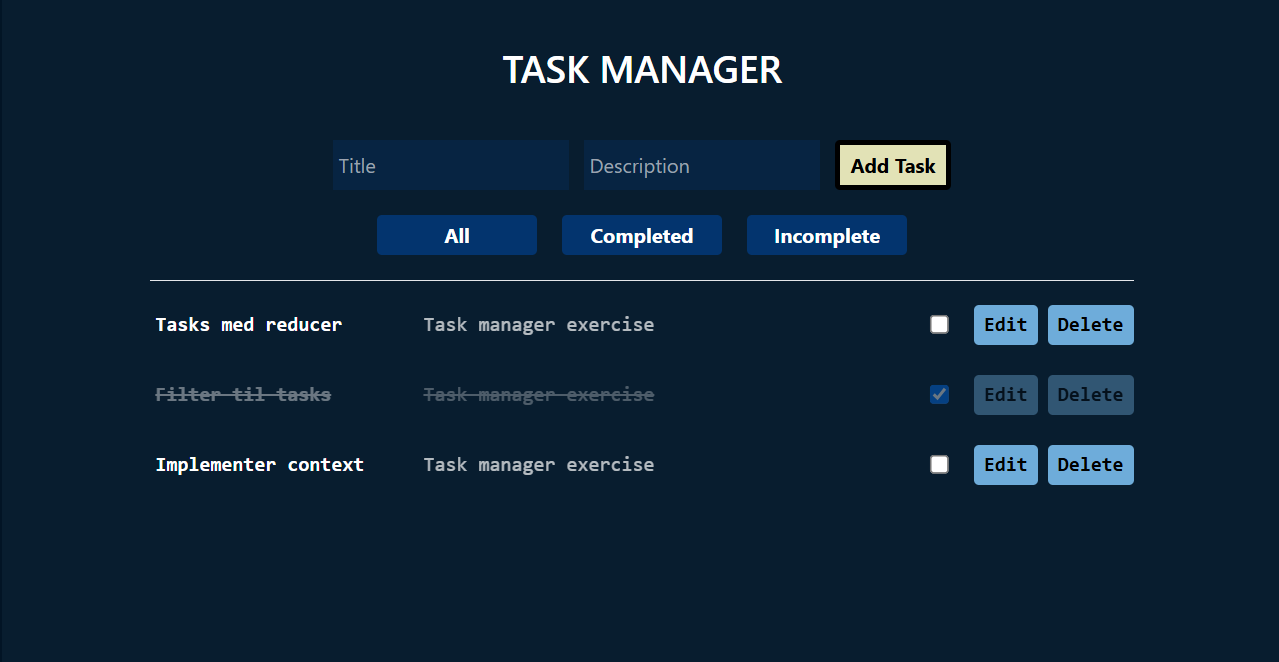 TASK MANAGER
Title Description Add Task
All Completed Incomplete
Tasks med reducer Task manager exercise Edit Delete
Filter til tasks Task manager exercise Edit Delete
Implementer context Task manager exercise Edit Delete